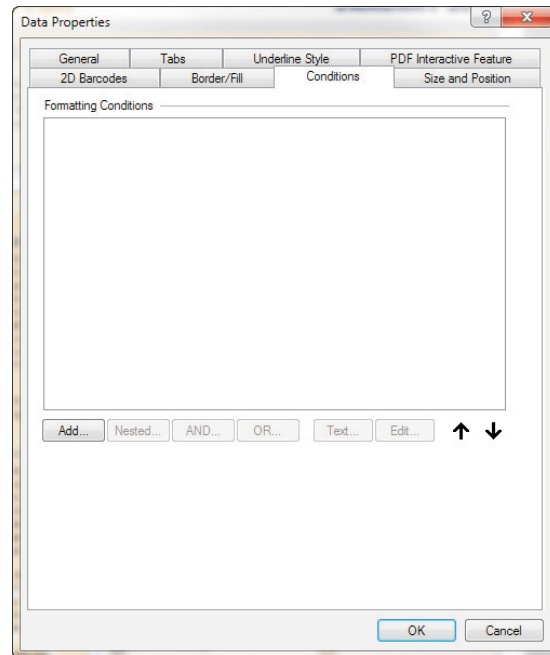 Data Properties
General Tabs Underline Style PDF Interactive Feature
2D Barcodes Border/Fill Conditions Size and Position
Formatting Conditions
Add... Nested... AND... OR... Text... Edit...
OK Cancel